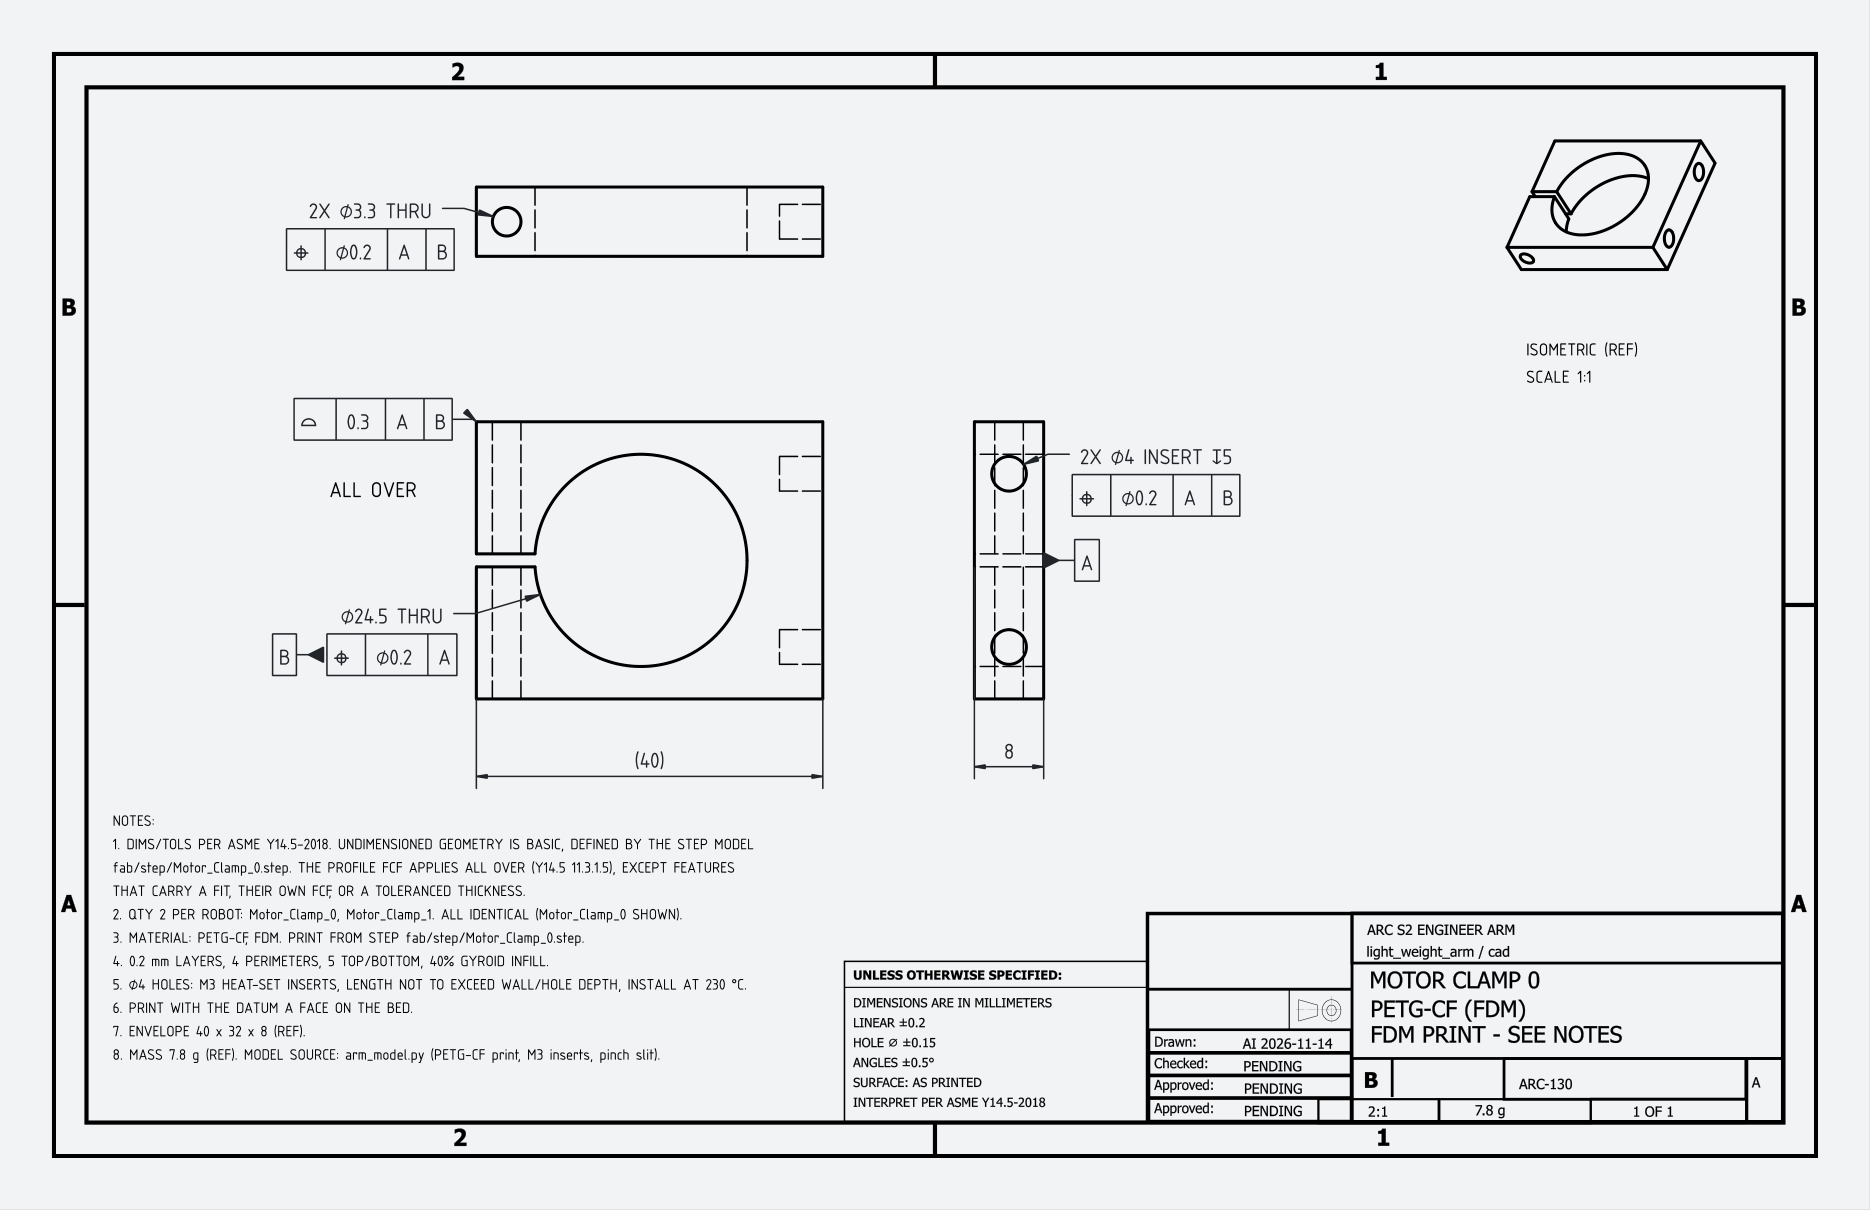 2
1
2X ⌀3.3 THRU
⌖ ⌀0.2 A B
B
B
ISOMETRIC (REF)
SCALE 1:1
⌓ 0.3 A B
ALL OVER
2X ⌀4 INSERT ↧5
⌖ ⌀0.2 A B
A
⌀24.5 THRU
B ⌖ ⌀0.2 A
(40)
8
NOTES:
1. DIMS/TOLS PER ASME Y14.5-2018. UNDIMENSIONED GEOMETRY IS BASIC, DEFINED BY THE STEP MODEL
fab/step/Motor_Clamp_0.step. THE PROFILE FCF APPLIES ALL OVER (Y14.5 11.3.1.5), EXCEPT FEATURES
THAT CARRY A FIT, THEIR OWN FCF, OR A TOLERANCED THICKNESS.
2. QTY 2 PER ROBOT: Motor_Clamp_0, Motor_Clamp_1. ALL IDENTICAL (Motor_Clamp_0 SHOWN).
3. MATERIAL: PETG-CF, FDM. PRINT FROM STEP fab/step/Motor_Clamp_0.step.
4. 0.2 mm LAYERS, 4 PERIMETERS, 5 TOP/BOTTOM, 40% GYROID INFILL.
5. ⌀4 HOLES: M3 HEAT-SET INSERTS, LENGTH NOT TO EXCEED WALL/HOLE DEPTH, INSTALL AT 230 °C.
6. PRINT WITH THE DATUM A FACE ON THE BED.
7. ENVELOPE 40 x 32 x 8 (REF).
8. MASS 7.8 g (REF). MODEL SOURCE: arm_model.py (PETG-CF print, M3 inserts, pinch slit).
A
A
UNLESS OTHERWISE SPECIFIED:
DIMENSIONS ARE IN MILLIMETERS
LINEAR ±0.2
HOLE ⌀ ±0.15
ANGLES ±0.5°
SURFACE: AS PRINTED
INTERPRET PER ASME Y14.5-2018
Drawn: AI 2026-11-14
Checked: PENDING
Approved: PENDING
Approved: PENDING
ARC S2 ENGINEER ARM
light_weight_arm / cad
MOTOR CLAMP 0
PETG-CF (FDM)
FDM PRINT - SEE NOTES
B ARC-130 A
2:1 7.8 g 1 OF 1
2
1